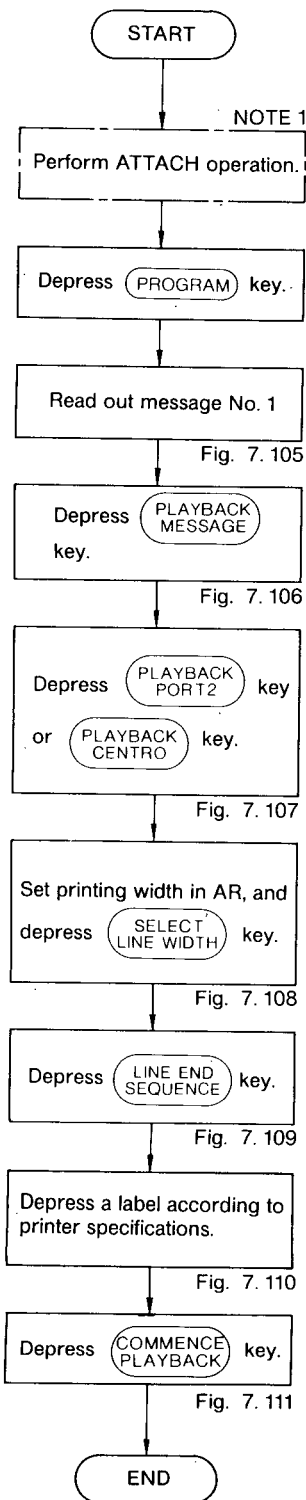 START
NOTE 1
Perform ATTACH operation.
Depress PROGRAM key.
Read out message No. 1
Fig. 7.105
Depress PLAYBACK
MESSAGE
key.
Fig. 7.106
Depress PLAYBACK
PORT2 key
or PLAYBACK
CENTRO key.
Fig. 7.107
Set printing width in AR, and
depress SELECT
LINE WIDTH key.
Fig. 7.108
Depress LINE END
SEQUENCE key.
Fig. 7.109
Depress a label according to
printer specifications.
Fig. 7.110
Depress COMMENCE
PLAYBACK key.
Fig. 7.111
END